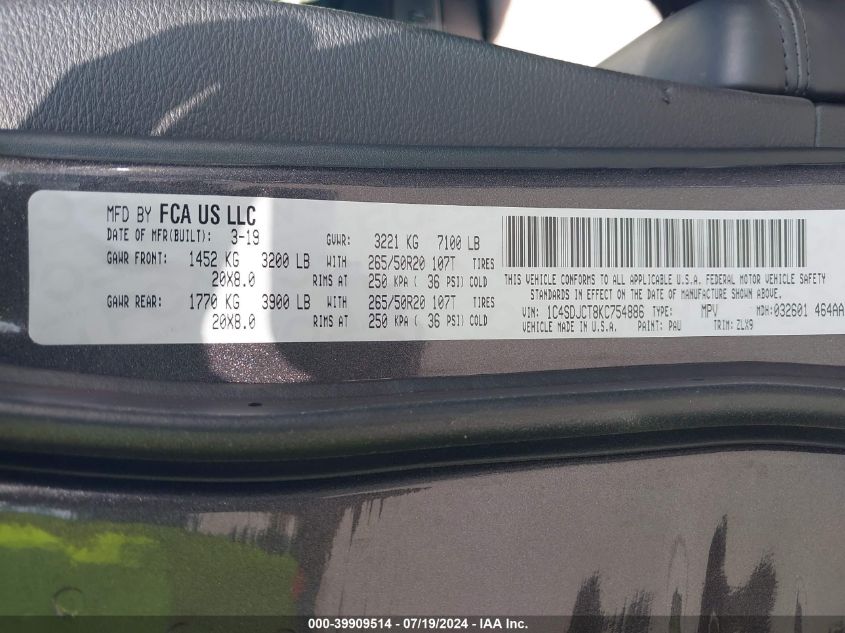 MFD BY FCA US LLC
DATE OF MFR(BUILT): 3-19 GVWR: 3221 KG 7100 LB
GAWR FRONT: 1452 KG 3200 LB WITH 265/50R20 107T TIRES
20X8.0 RIMS AT 250 KPA ( 36 PSI) COLD
GAWR REAR: 1770 KG 3900 LB WITH 265/50R20 107T TIRES
20X8.0 RIMS AT 250 KPA ( 36 PSI) COLD
THIS VEHICLE CONFORMS TO ALL APPLICABLE U.S.A. FEDERAL MOTOR VEHICLE SAFETY
STANDARDS IN EFFECT ON THE DATE OF MANUFACTURE SHOWN ABOVE.
VIN: 1C4SDJCT8KC754886 TYPE: MPV MDH: 032601 464AA
VEHICLE MADE IN U.S.A. PAINT: PAU TRIM: ZLX9
000-39909514 - 07/19/2024 - IAA Inc.